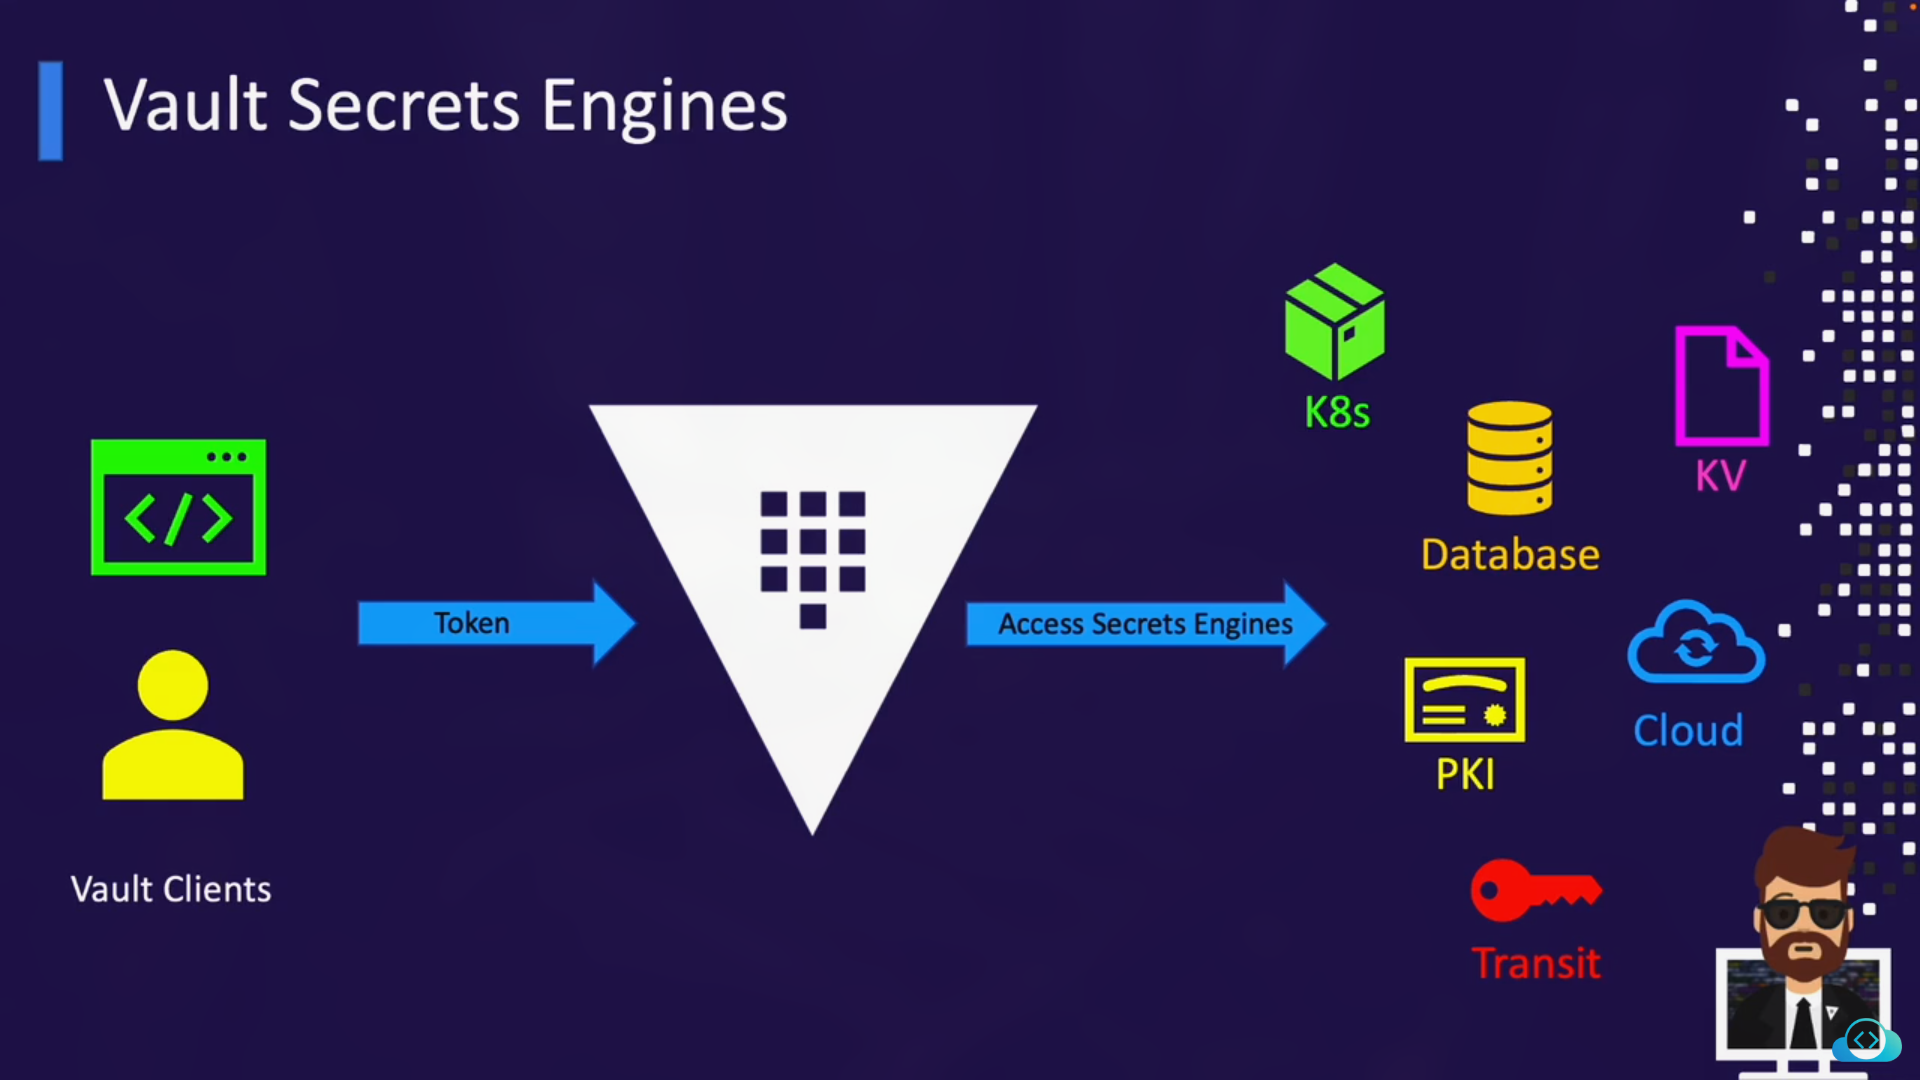 Vault Secrets Engines
K8s
KV
Database
Token
Access Secrets Engines
Cloud
PKI
Vault Clients
Transit